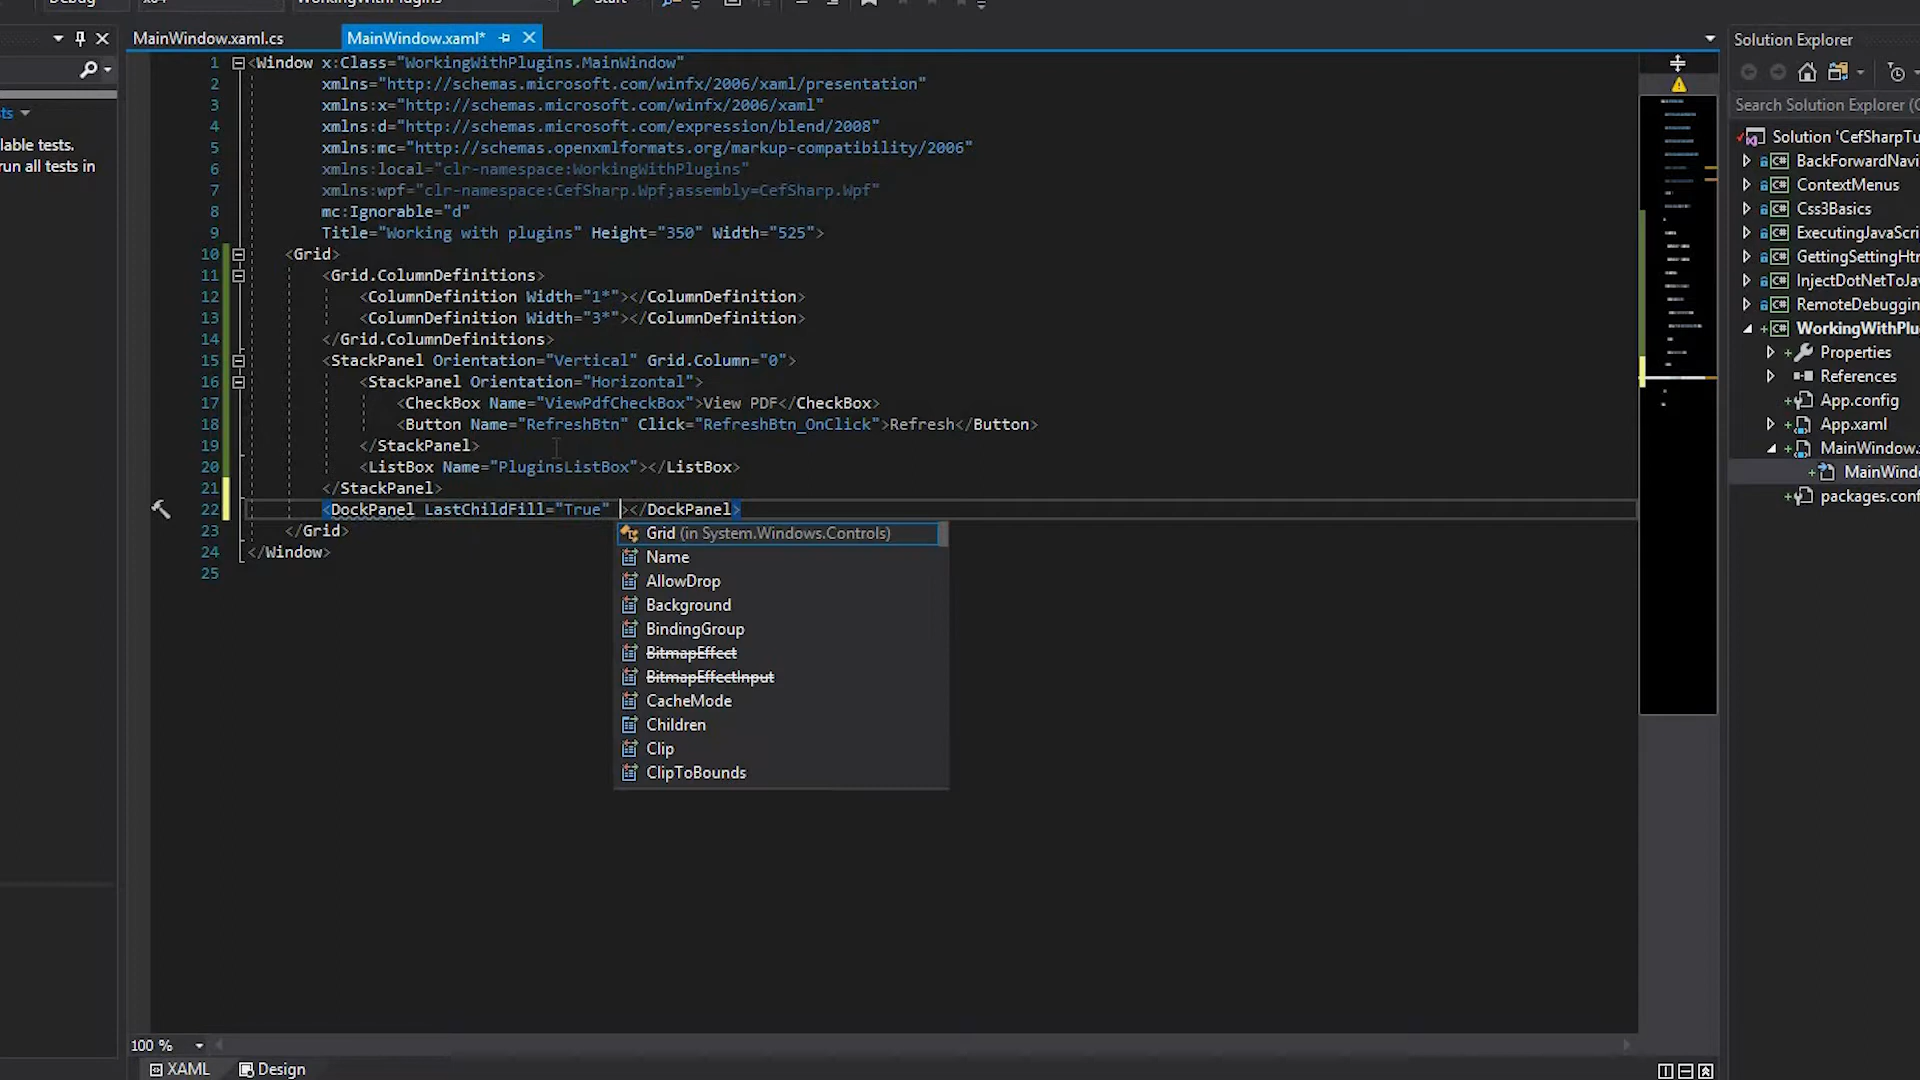 Debug x64 WorkingWithPlugins Start
MainWindow.xaml.cs MainWindow.xaml*
ts
lable tests.
run all tests in
1 <Window x:Class="WorkingWithPlugins.MainWindow"
2 xmlns="http://schemas.microsoft.com/winfx/2006/xaml/presentation"
3 xmlns:x="http://schemas.microsoft.com/winfx/2006/xaml"
4 xmlns:d="http://schemas.microsoft.com/expression/blend/2008"
5 xmlns:mc="http://schemas.openxmlformats.org/markup-compatibility/2006"
6 xmlns:local="clr-namespace:WorkingWithPlugins"
7 xmlns:wpf="clr-namespace:CefSharp.Wpf;assembly=CefSharp.Wpf"
8 mc:Ignorable="d"
9 Title="Working with plugins" Height="350" Width="525">
10 <Grid>
11 <Grid.ColumnDefinitions>
12 <ColumnDefinition Width="1*"></ColumnDefinition>
13 <ColumnDefinition Width="3*"></ColumnDefinition>
14 </Grid.ColumnDefinitions>
15 <StackPanel Orientation="Vertical" Grid.Column="0">
16 <StackPanel Orientation="Horizontal">
17 <CheckBox Name="ViewPdfCheckBox">View PDF</CheckBox>
18 <Button Name="RefreshBtn" Click="RefreshBtn_OnClick">Refresh</Button>
19 </StackPanel>
20 <ListBox Name="PluginsListBox"></ListBox>
21 </StackPanel>
22 <DockPanel LastChildFill="True" ></DockPanel>
23 </Grid>
24 </Window>
25
Grid (in System.Windows.Controls)
Name
AllowDrop
Background
BindingGroup
BitmapEffect
BitmapEffectInput
CacheMode
Children
Clip
ClipToBounds
100 %
XAML Design
Solution Explorer
Search Solution Explorer (C
Solution 'CefSharpTu
C# BackForwardNavi
C# ContextMenus
C# Css3Basics
C# ExecutingJavaScri
C# GettingSettingHt
C# InjectDotNetToJa
C# RemoteDebuggin
C# WorkingWithPlu
Properties
References
App.config
App.xaml
MainWindow.
MainWindo
packages.conf